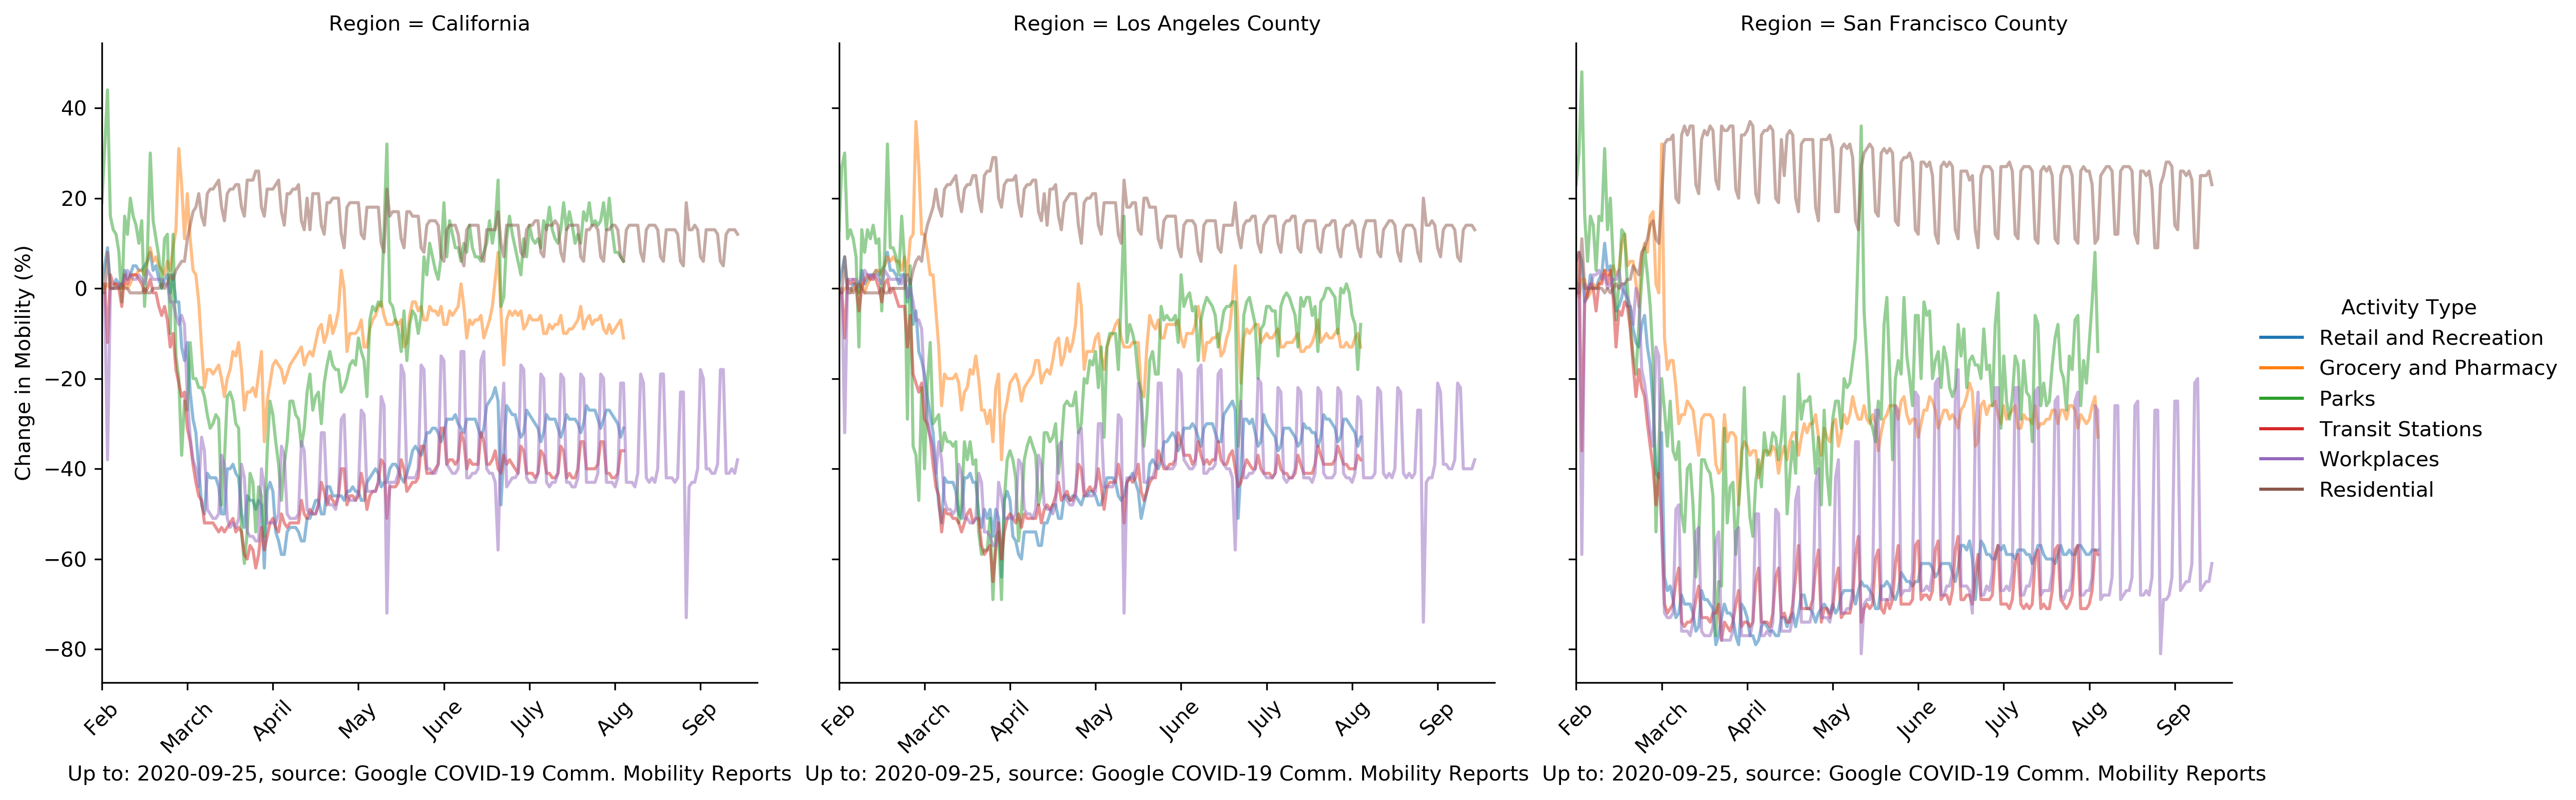 Region = California
Region = Los Angeles County
Region = San Francisco County
Change in Mobility (%)
40
20
0
−20
−40
−60
−80
Feb
March
April
May
June
July
Aug
Sep
Feb
March
April
May
June
July
Aug
Sep
Feb
March
April
May
June
July
Aug
Sep
Up to: 2020-09-25, source: Google COVID-19 Comm. Mobility Reports
Up to: 2020-09-25, source: Google COVID-19 Comm. Mobility Reports
Up to: 2020-09-25, source: Google COVID-19 Comm. Mobility Reports
Activity Type
Retail and Recreation
Grocery and Pharmacy
Parks
Transit Stations
Workplaces
Residential